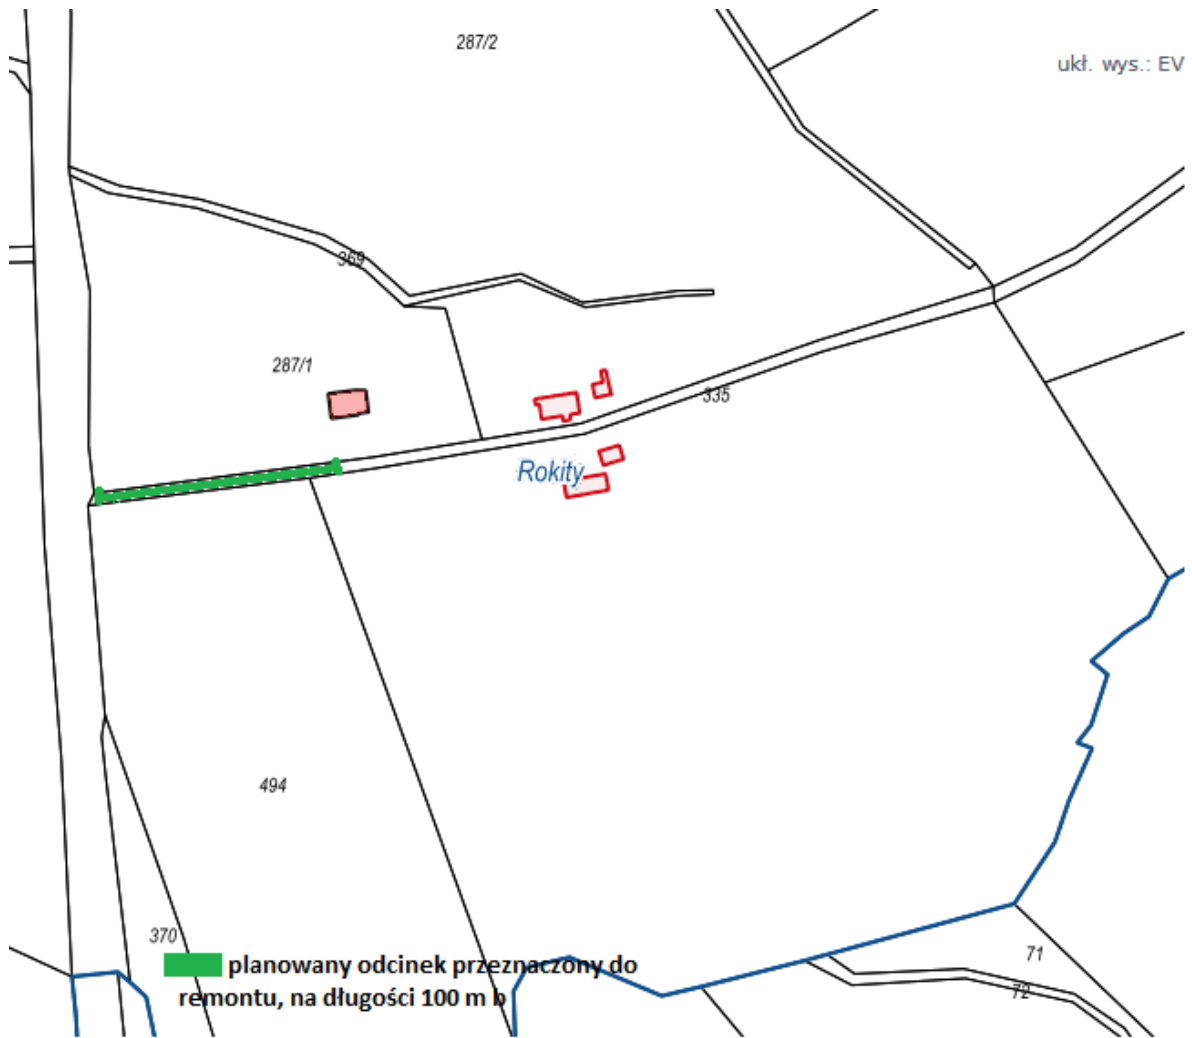 287/2
ukł. wys.: EV
369
287/1
335
Rokity
494
370
planowany odcinek przeznaczony do
remontu, na długości 100 m b
71
72